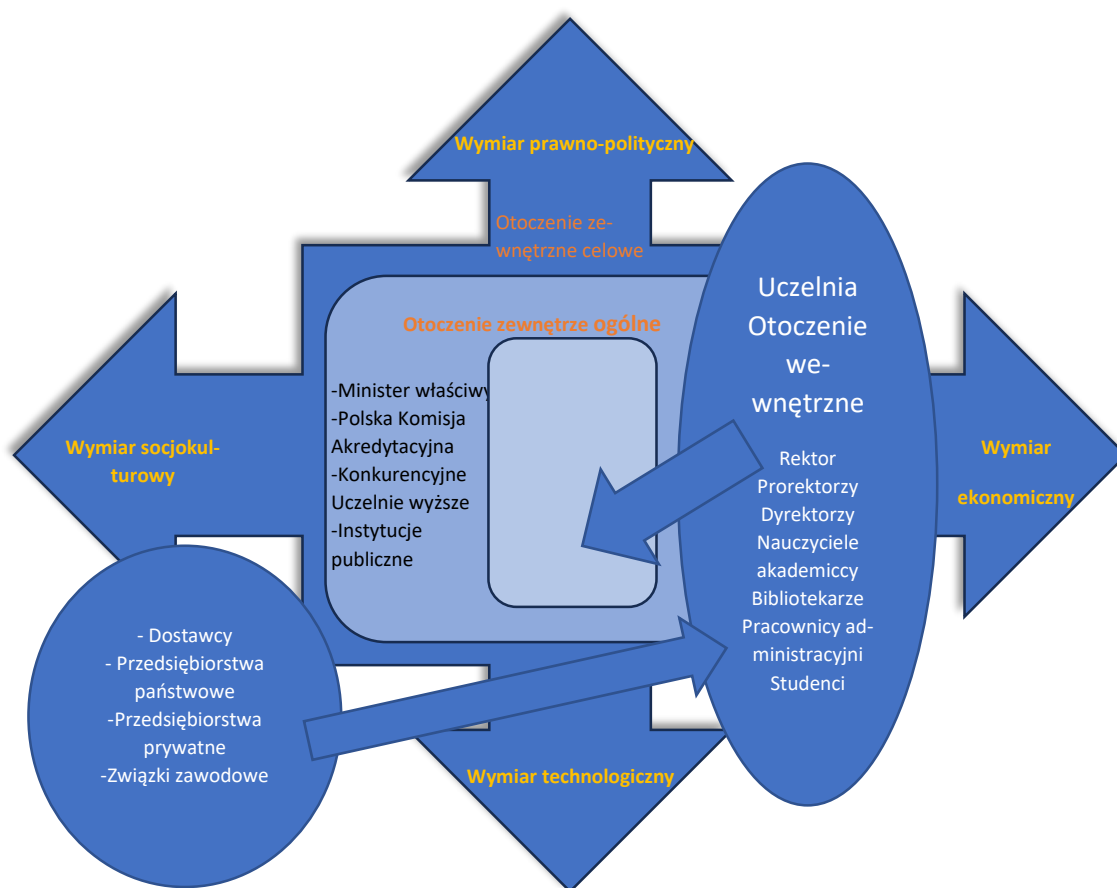 Wymiar prawno-polityczny
Otoczenie ze-
wnętrzne celowe
Otoczenie zewnętrze ogólne
-Minister właściwy
-Polska Komisja
Akredytacyjna
-Konkurencyjne
Uczelnie wyższe
-Instytucje
publiczne
Uczelnia
Otoczenie
we-
wnętrzne
Rektor
Prorektorzy
Dyrektorzy
Nauczyciele
akademiccy
Bibliotekarze
Pracownicy ad-
ministracyjni
Studenci
Wymiar socjokul-
turowy
Wymiar
ekonomiczny
- Dostawcy
- Przedsiębiorstwa
państwowe
-Przedsiębiorstwa
prywatne
-Związki zawodowe
Wymiar technologiczny